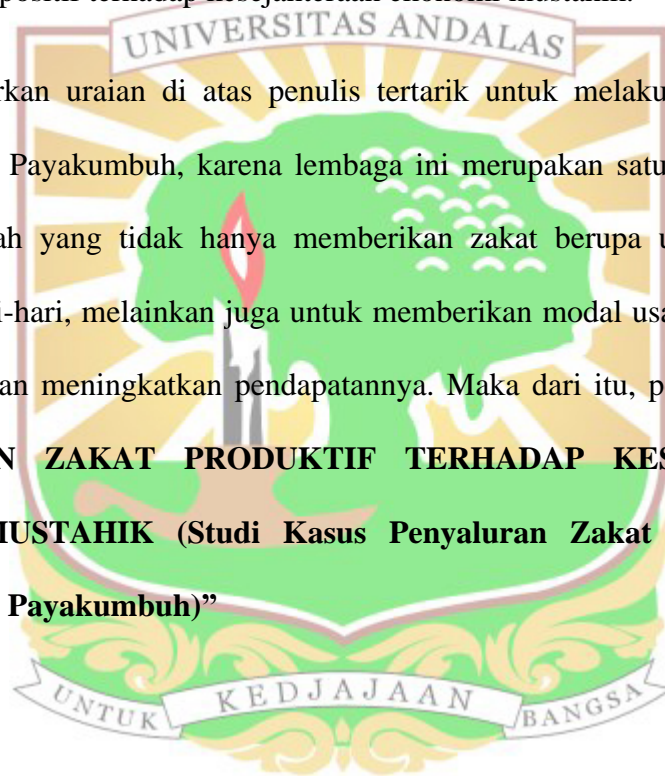 positif terhadap kesejahteraan ekonomi mustahik.
UNIVERSITAS ANDALAS
rkan uraian di atas penulis tertarik untuk melaku
Payakumbuh, karena lembaga ini merupakan satu
ah yang tidak hanya memberikan zakat berupa u
i-hari, melainkan juga untuk memberikan modal usa
an meningkatkan pendapatannya. Maka dari itu, p
N ZAKAT PRODUKTIF TERHADAP KES
MUSTAHIK (Studi Kasus Penyaluran Zakat
Payakumbuh)”
UNTUK KEDJAJAAN BANGSA